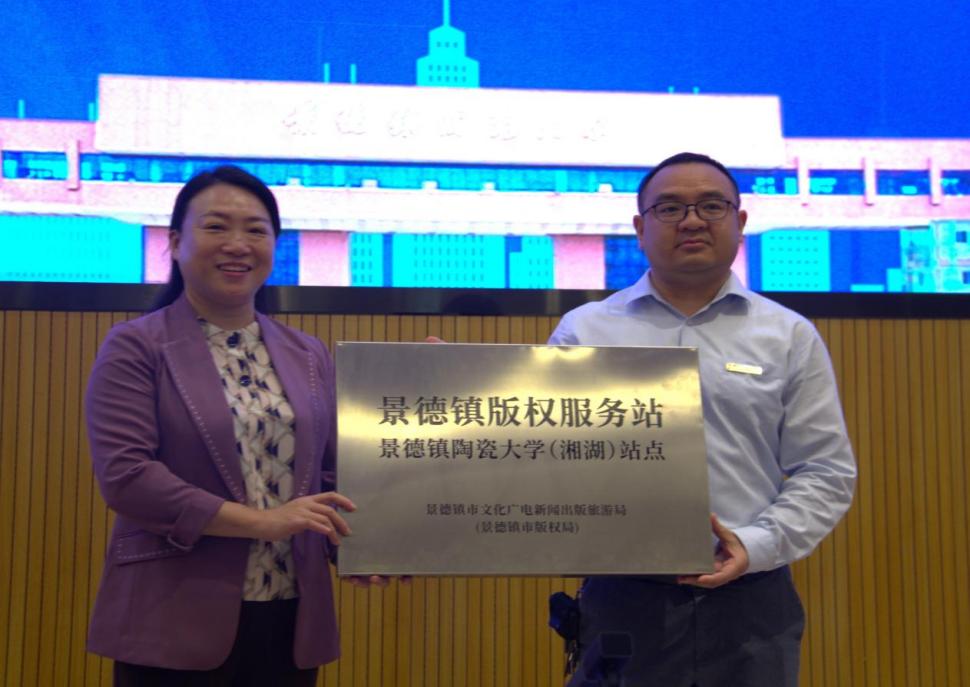 景德镇版权服务站
景德镇陶瓷大学(湘湖)站点
景德镇市文化广电新闻出版旅游局
(景德镇市版权局)